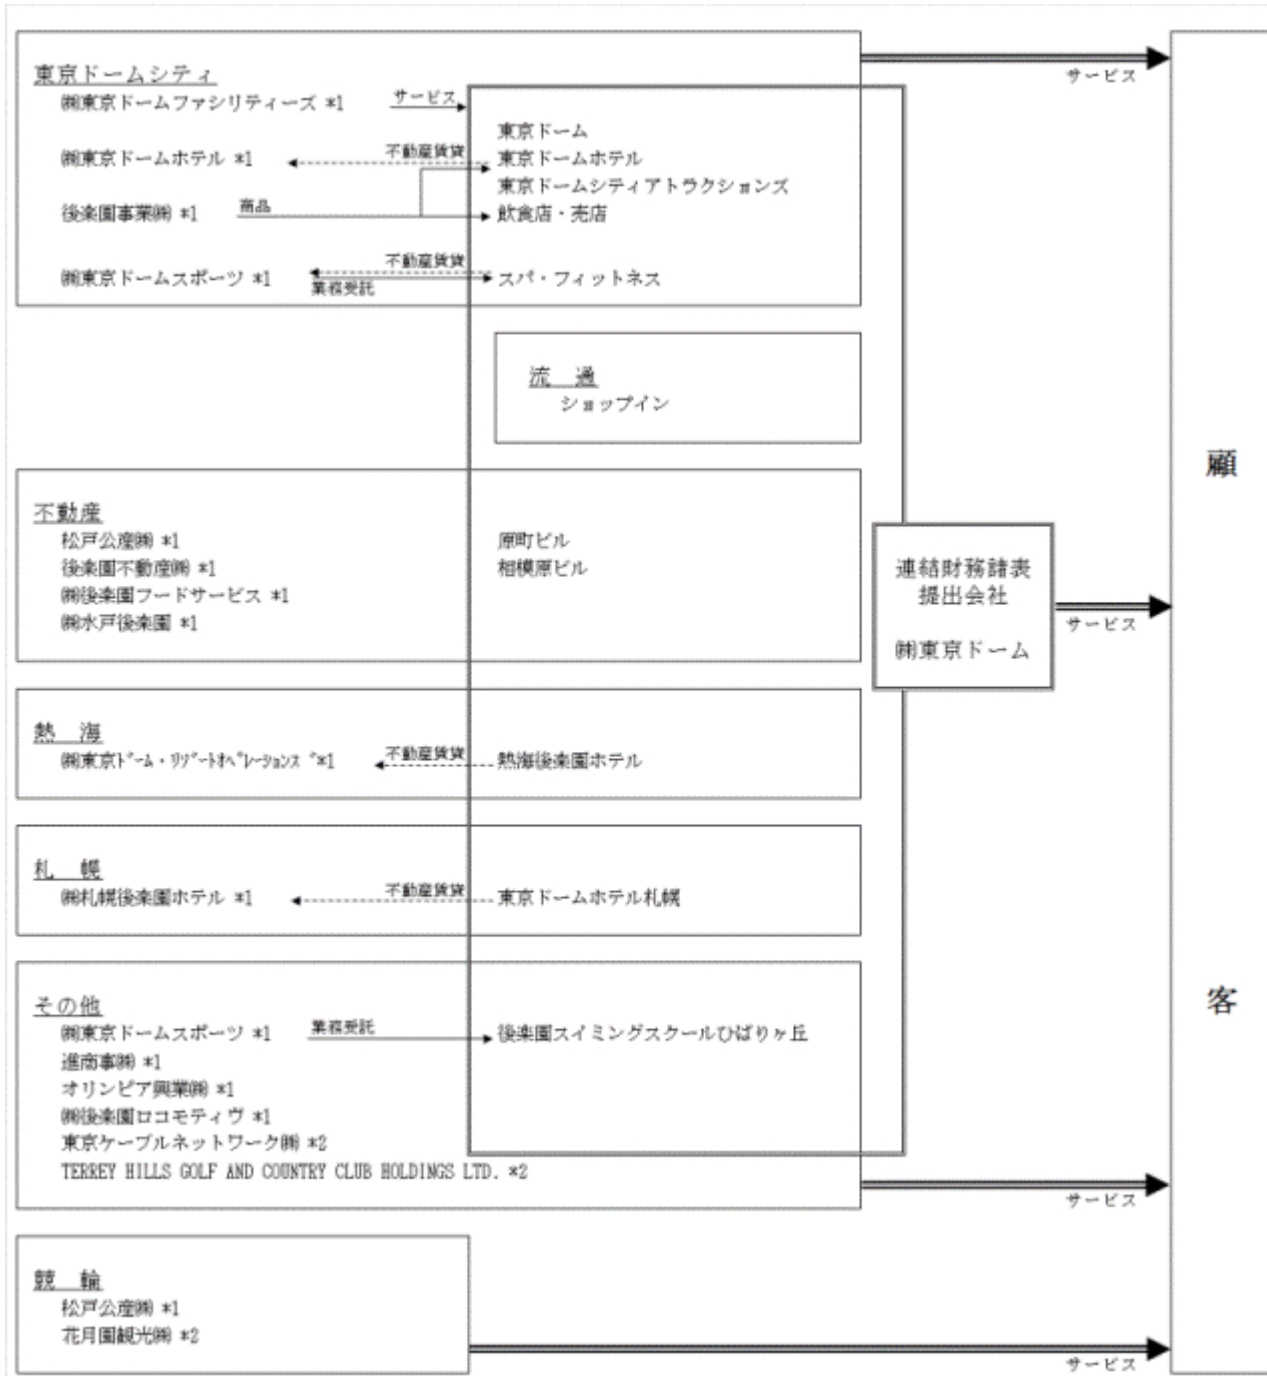 東京ドームシティ
サービス
㈱東京ドームファシリティーズ *1
サービス
東京ドーム
㈱東京ドームホテル *1
不動産賃貸
東京ドームホテル
東京ドームシティアトラクションズ
後楽園事業㈱ *1
商品
飲食店・売店
㈱東京ドームスポーツ *1
不動産賃貸
業務受託
スパ・フィットネス
流 通
ショップイン
不動産
松戸公産㈱ *1
原町ビル
後楽園不動産㈱ *1
相模原ビル
㈱後楽園フードサービス *1
㈱水戸後楽園 *1
連結財務諸表
提出会社
㈱東京ドーム
サービス
顧
客
熱 海
㈱東京ﾄﾞｰﾑ・ﾘｿﾞｰﾄｵﾍﾟﾚｰｼｮﾝｽﾞ *1
不動産賃貸
熱海後楽園ホテル
札 幌
㈱札幌後楽園ホテル *1
不動産賃貸
東京ドームホテル札幌
その他
㈱東京ドームスポーツ *1
業務受託
後楽園スイミングスクールひばりヶ丘
進商事㈱ *1
オリンピア興業㈱ *1
㈱後楽園ロコモティヴ *1
東京ケーブルネットワーク㈱ *2
TERREY HILLS GOLF AND COUNTRY CLUB HOLDINGS LTD. *2
サービス
競 輪
松戸公産㈱ *1
花月園観光㈱ *2
サービス